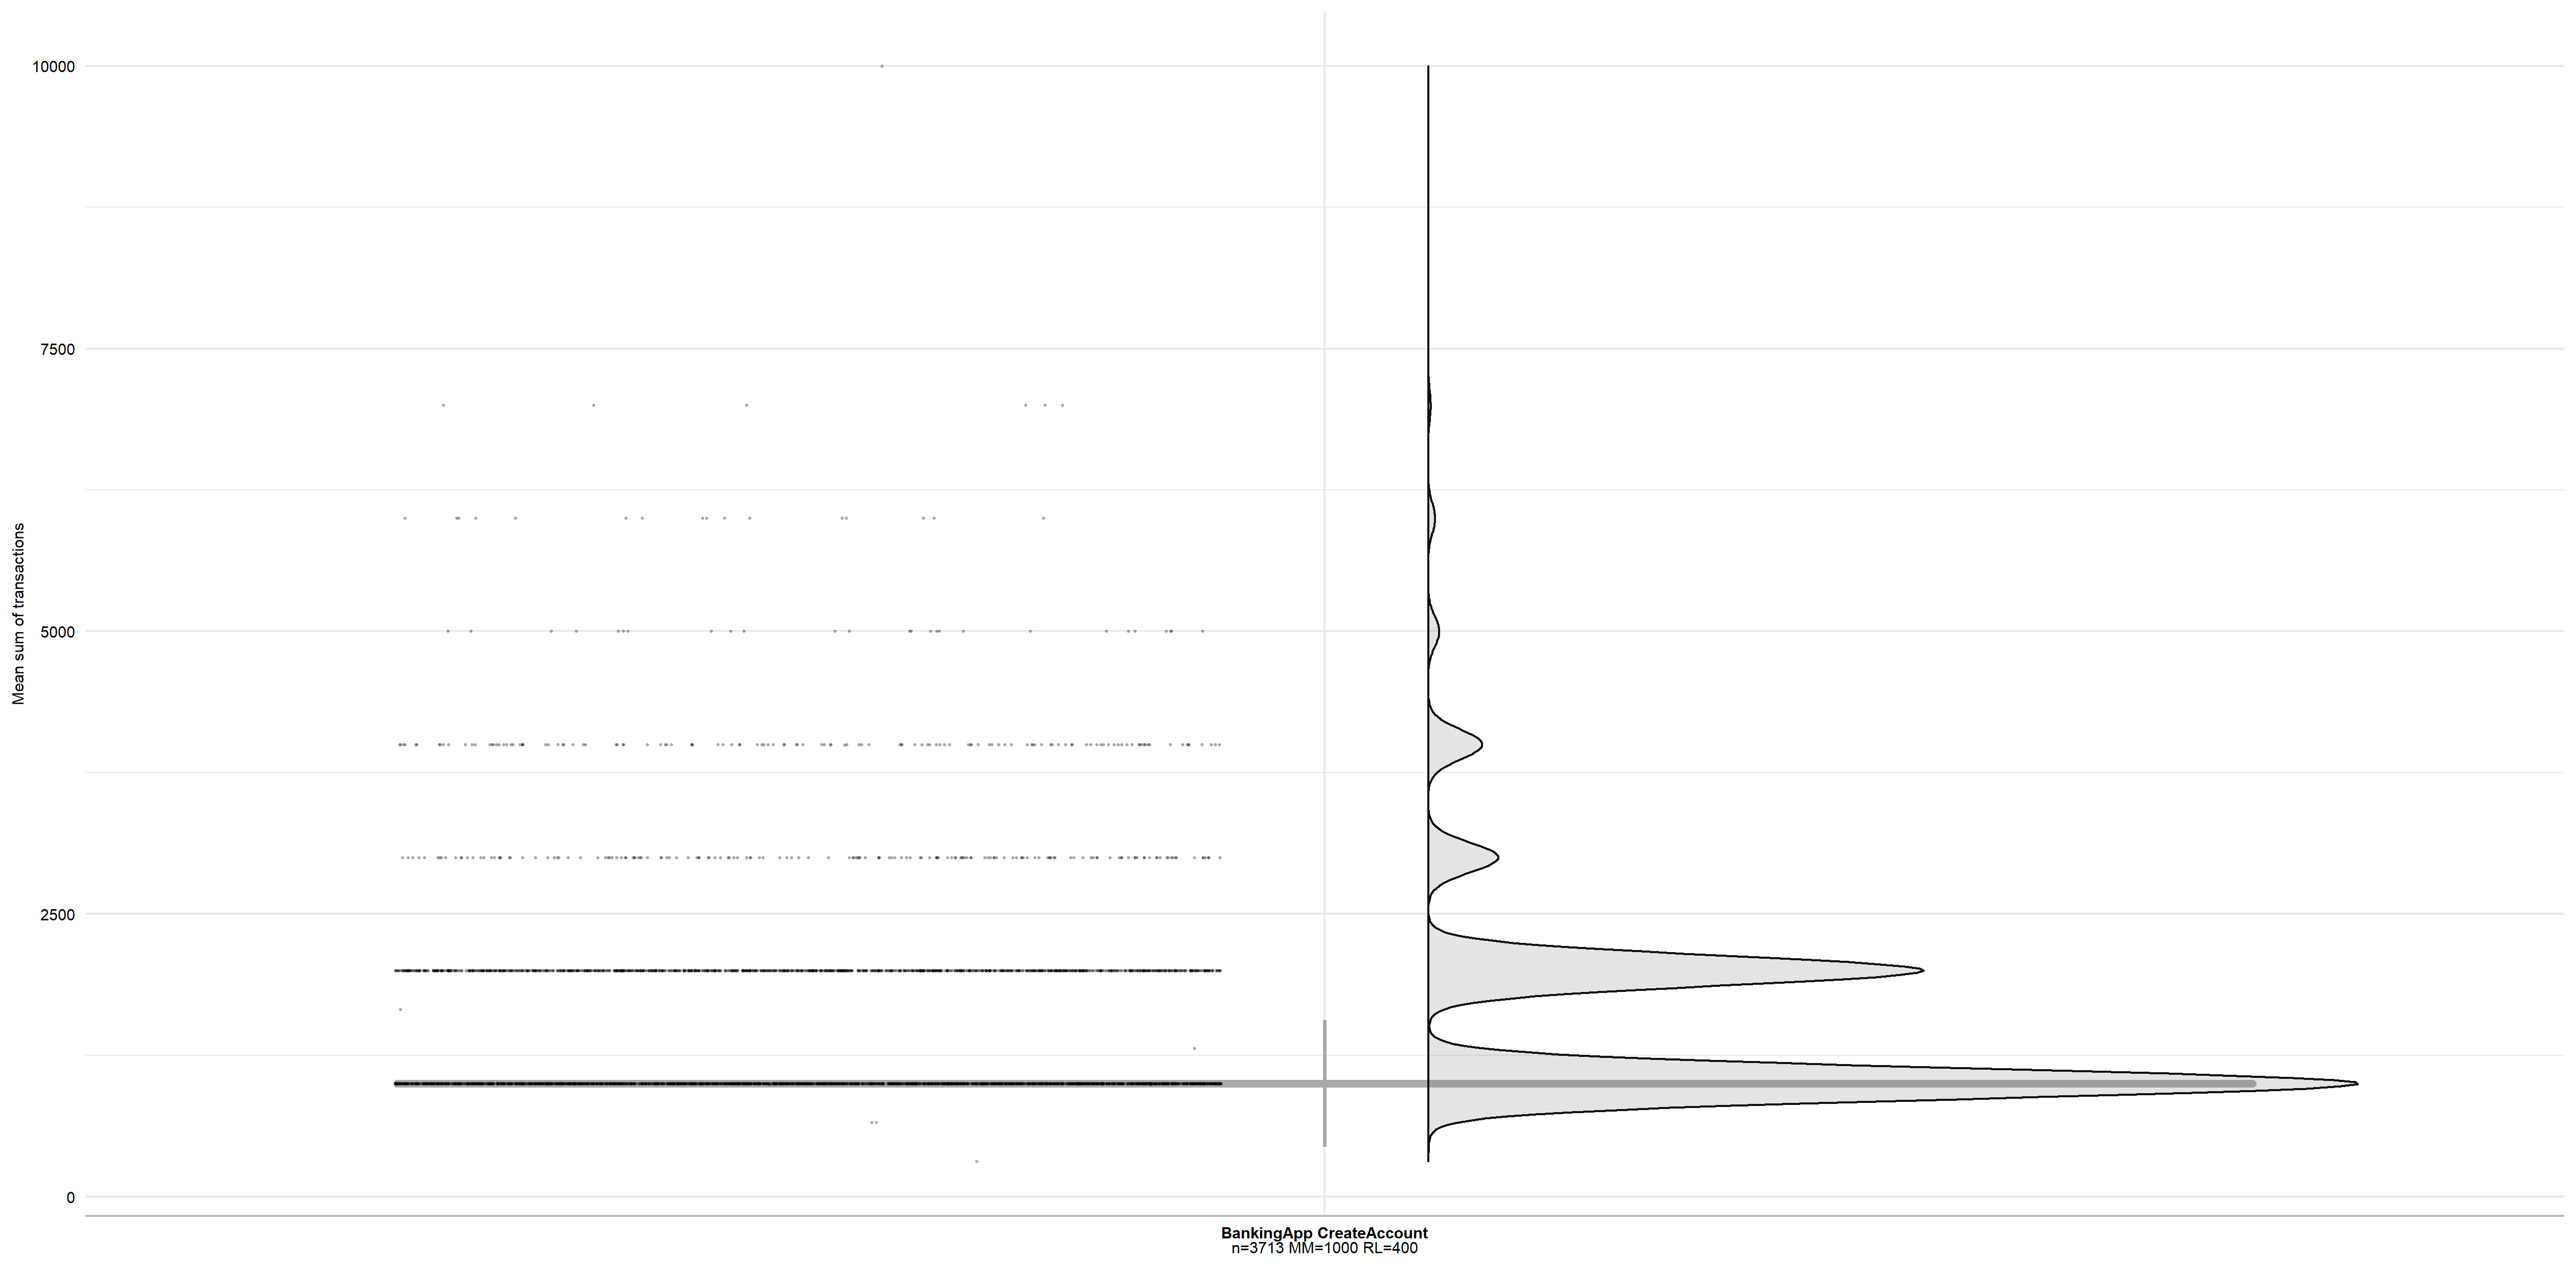 10000
7500
5000
2500
0
Mean sum of transactions
BankingApp CreateAccount
n=3713 MM=1000 RL=400